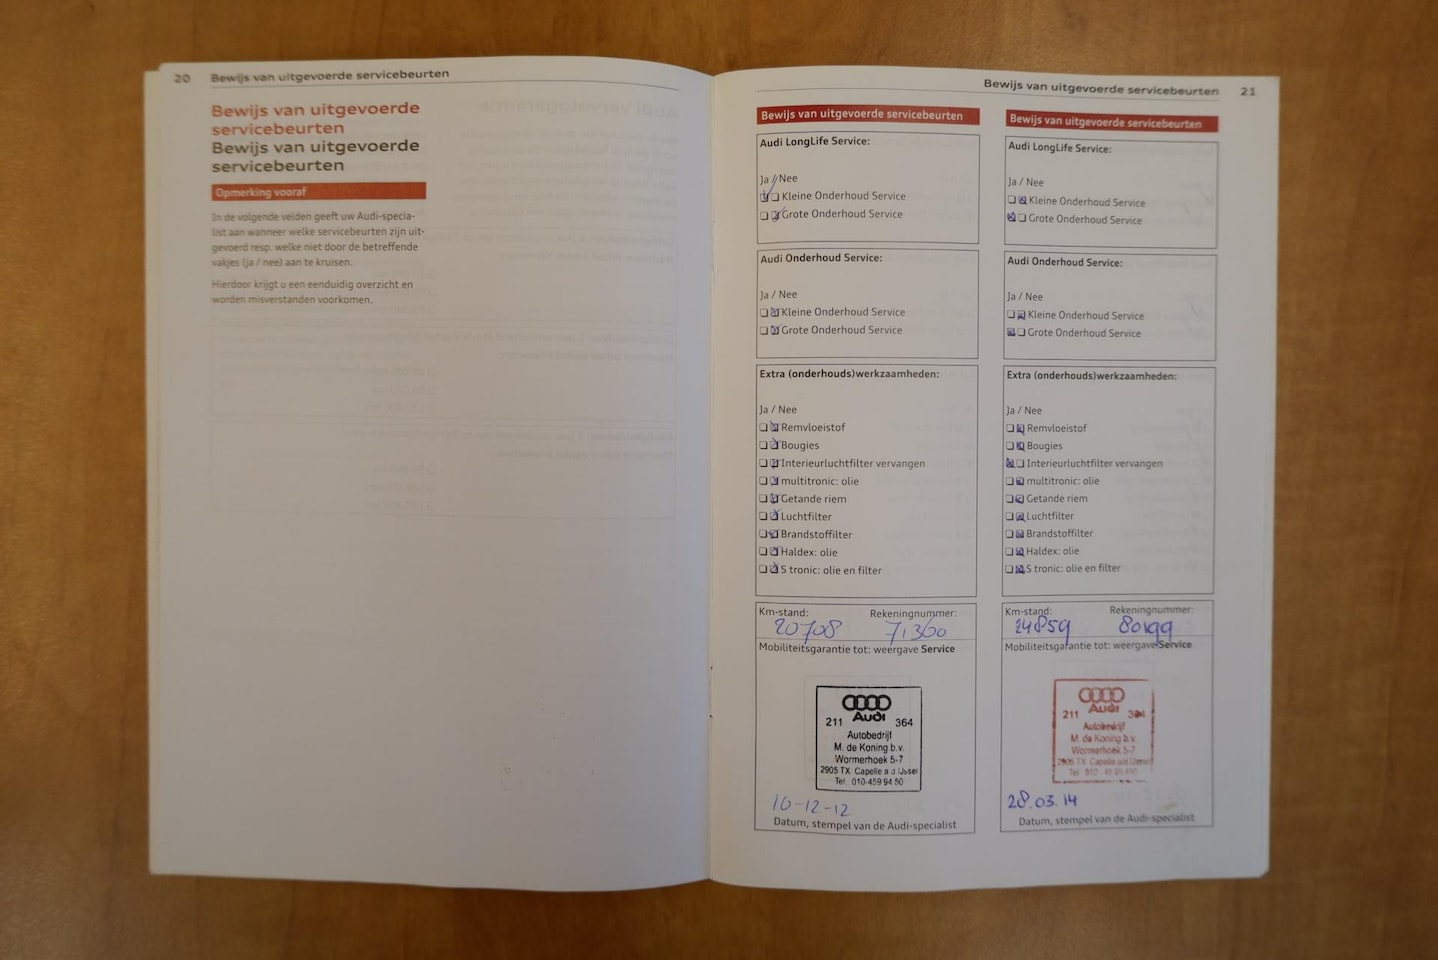 20 Bewijs van uitgevoerde servicebeurten
Bewijs van uitgevoerde
servicebeurten
Bewijs van uitgevoerde
servicebeurten
Opmerking vooraf
In de volgende velden geeft uw Audi-specia-
list aan wanneer welke servicebeurten zijn uit-
gevoerd resp. welke niet door de betreffende
vakjes (ja / nee) aan te kruisen.
Hierdoor krijgt u een eenduidig overzicht en
worden misverstanden voorkomen.
Bewijs van uitgevoerde servicebeurten 21
Bewijs van uitgevoerde servicebeurten
Audi LongLife Service:
Ja / Nee
Kleine Onderhoud Service
Grote Onderhoud Service
Audi Onderhoud Service:
Ja / Nee
Kleine Onderhoud Service
Grote Onderhoud Service
Extra (onderhouds)werkzaamheden:
Ja / Nee
Remvloeistof
Bougies
Interieurluchtfilter vervangen
multitronic: olie
Getande riem
Luchtfilter
Brandstoffilter
Haldex: olie
S tronic: olie en filter
Km-stand: Rekeningnummer:
20708 71360
Mobiliteitsgarantie tot: weergave Service
Audi
211 364
Autobedrijf
M. de Koning b.v.
Wormerhoek 5-7
2905 TX Capelle a d IJssel
Tel 010-459 94 50
10-12-12
Datum, stempel van de Audi-specialist
Bewijs van uitgevoerde servicebeurten
Audi LongLife Service:
Ja / Nee
Kleine Onderhoud Service
Grote Onderhoud Service
Audi Onderhoud Service:
Ja / Nee
Kleine Onderhoud Service
Grote Onderhoud Service
Extra (onderhouds)werkzaamheden:
Ja / Nee
Remvloeistof
Bougies
Interieurluchtfilter vervangen
multitronic: olie
Getande riem
Luchtfilter
Brandstoffilter
Haldex: olie
S tronic: olie en filter
Km-stand: Rekeningnummer:
24859 80199
Mobiliteitsgarantie tot: weergave Service
Audi
211 364
Autobedrijf
M. de Koning b.v.
Wormerhoek 5-7
2905 TX Capelle a/d IJssel
Tel 010
28.03.14
Datum, stempel van de Audi-specialist